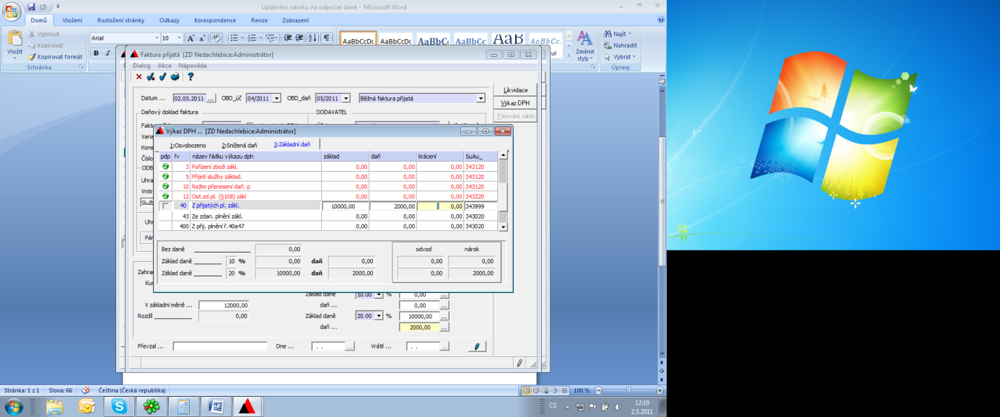 Uplatnění nároku na odpočet daně - Microsoft Word
Domů Vložení Rozložení stránky Odkazy Korespondence Revize Zobrazení
Vložit
Vyjmout
Kopírovat
Kopírovat formát
Schránka
Arial 10
B I
AaBbCcDc AaBbCcDc AaBbC AaBbCc AaB AaBbCc.
Změnit styly
Najít
Nahradit
Vybrat
Úpravy
Faktura přijatá [ZD Nedachlebice:Administrátor]
Dialog Akce Nápověda
Datum ... 02.05.2011 ... OBD_úč 04/2011 OBD_daň 05/2011 Běžná faktura přijatá
Likvidace
Výkaz DPH
Párování záloh
Daňový doklad faktura DODAVATEL
Výkaz DPH ... [ZD Nedachlebice:Administrátor]
1:Osvobozeno 2:Snížená daň 3:Základní daň
pdp řv název řádku výkazu dph základ daň krácení SuAu_
3 Pořízení zboží zákl. 0,00 0,00 0,00 343120
5 Přijetí služby základ. 0,00 0,00 0,00 343120
10 Režim přenesení daň. p 0,00 0,00 0,00 343120
12 Ost.zd.pl. (§108) zákl 0,00 0,00 0,00 343220
40 Z přijatých pl. zákl. 10000,00 2000,00 0,00 343999
43 Ze zdan. plnění zákl. 0,00 0,00 0,00 343020
400 Z přij. plnění ř.40a47 0,00 0,00 0,00 343020
Bez daně 0,00 odvod nárok
Základ daně 10 % 0,00 daň 0,00 0,00 0,00
Základ daně 20 % 10000,00 daň 2000,00 0,00 2000,00
Základ daně 10.00 % 0,00 ...
V základní měně ... 12000,00 daň ... 0,00 ...
Rozdíl 0,00 Základ daně 20.00 % 10000,00 ...
daň ... 2000,00 ...
Převzal ... Dne ... . . ... Vrátil ... . . ...
Stránka: 1 z 1 Slova: 66 Čeština (Česká republika) 100 %
CS 12:10
2.5.2011